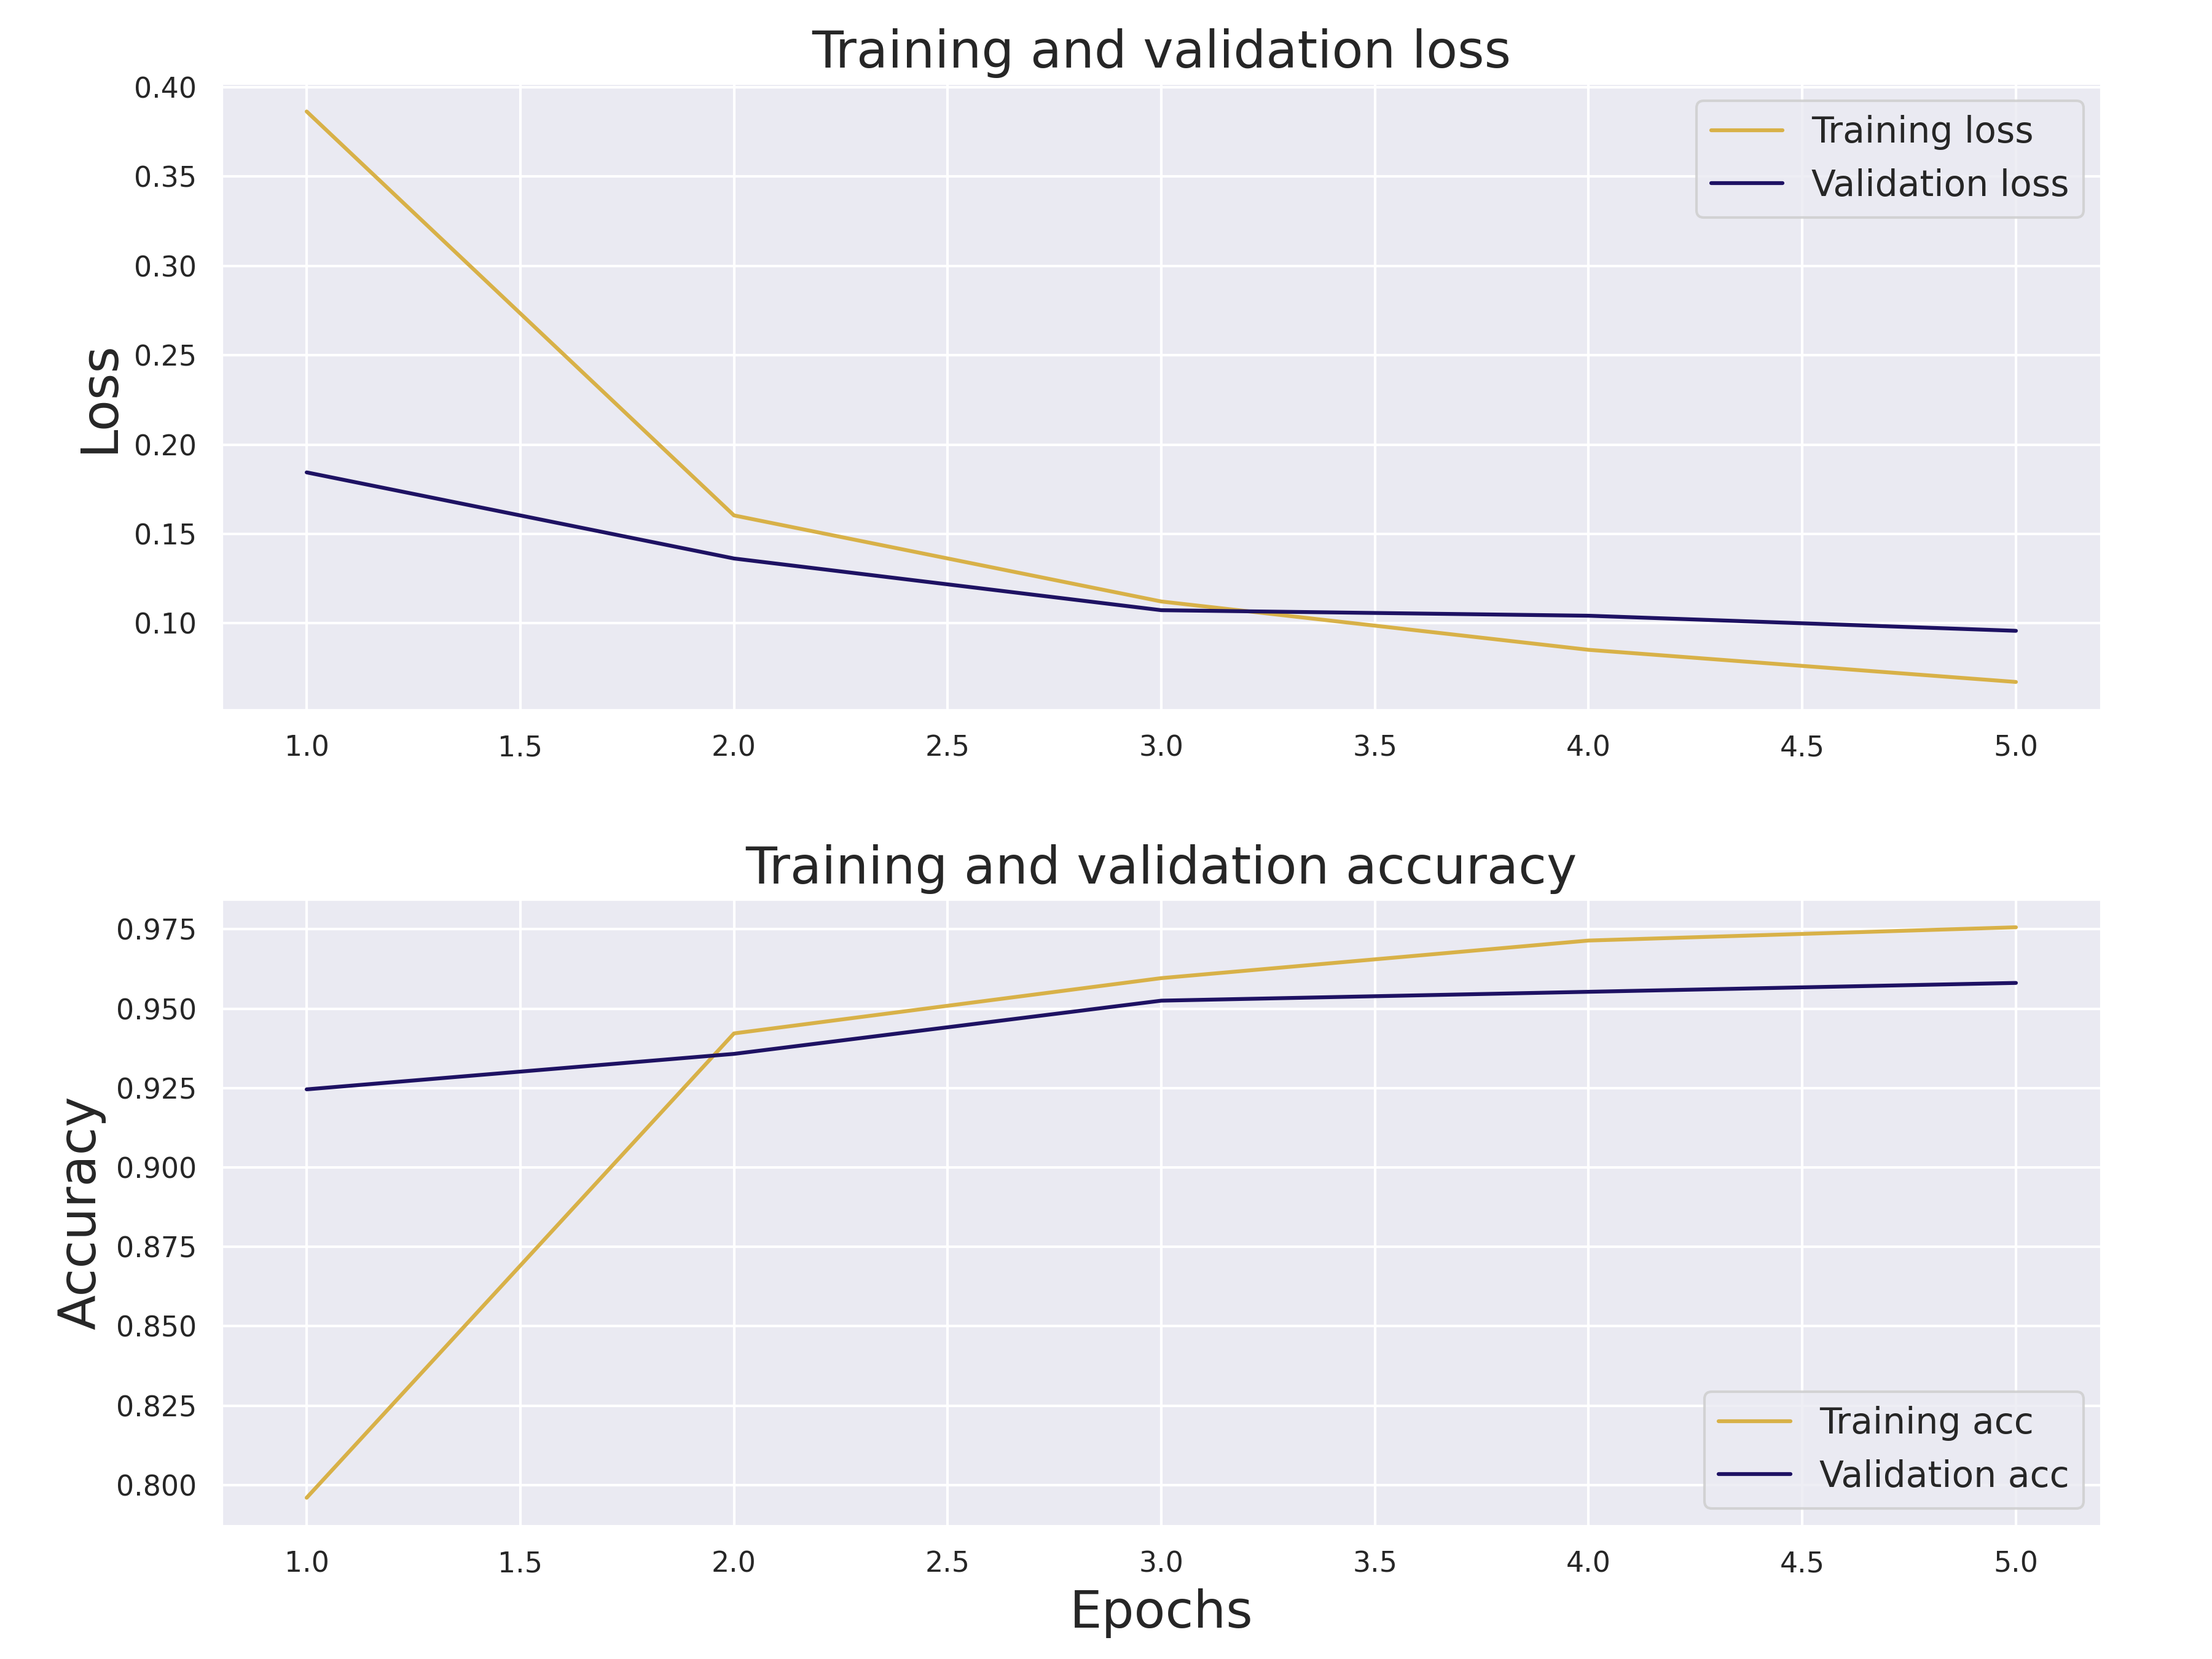 Training and validation loss
0.40
0.35
0.30
0.25
0.20
0.15
0.10
Loss
Training loss
Validation loss
1.0 1.5 2.0 2.5 3.0 3.5 4.0 4.5 5.0
Training and validation accuracy
0.975
0.950
0.925
0.900
0.875
0.850
0.825
0.800
Accuracy
Training acc
Validation acc
1.0 1.5 2.0 2.5 3.0 3.5 4.0 4.5 5.0
Epochs